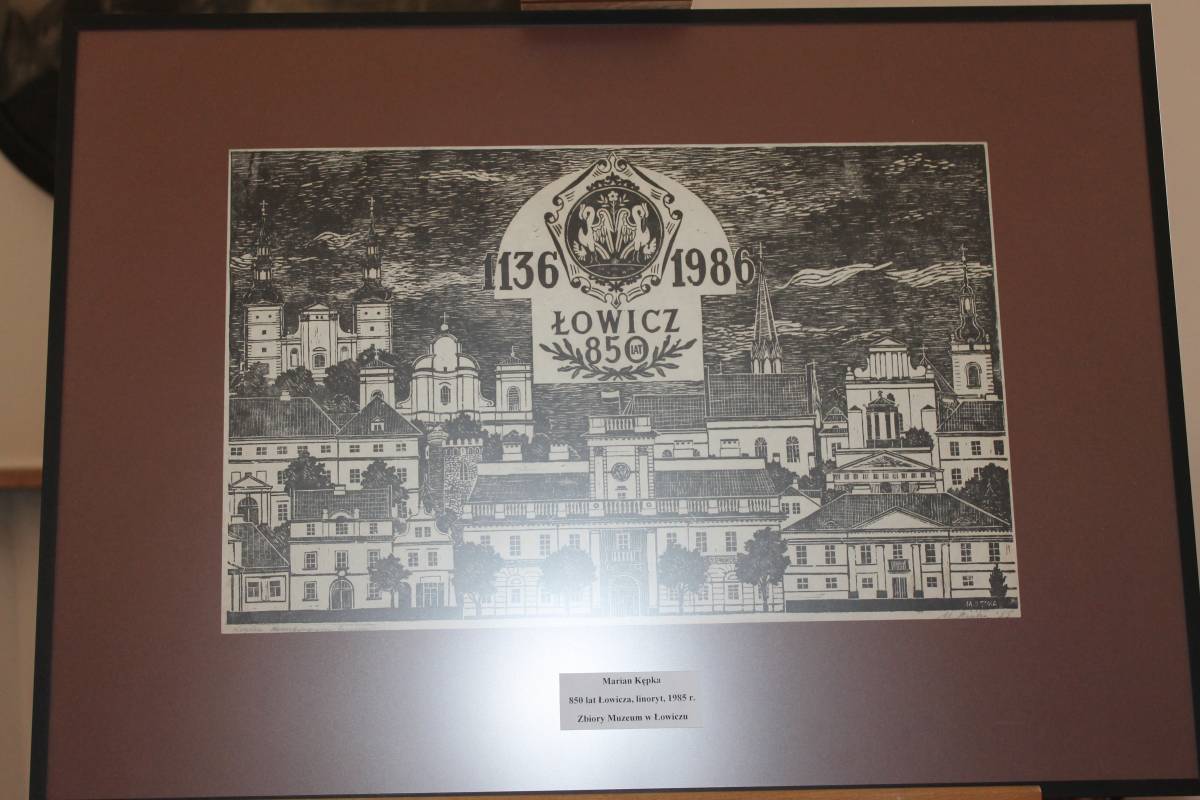 1136 1986
ŁOWICZ
850 LAT
Marian Kępka
850 lat Łowicza, linoryt, 1985 r.
Zbiory Muzeum w Łowiczu